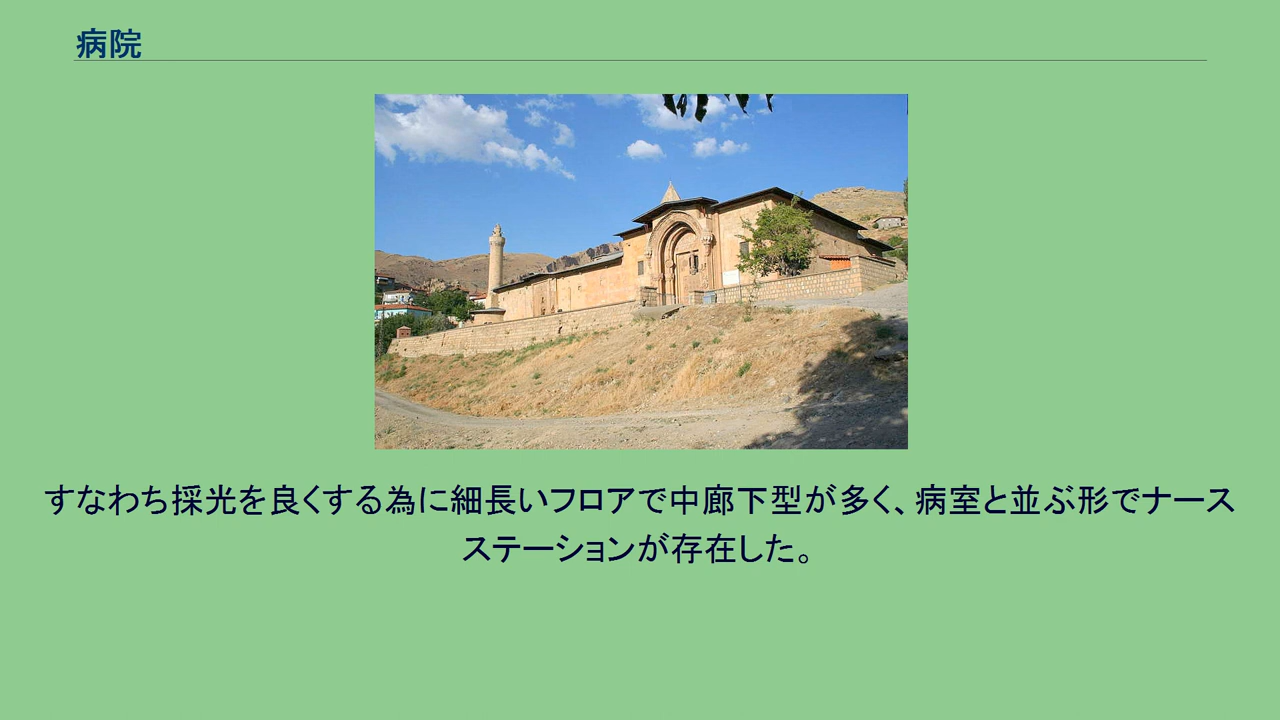 病院
すなわち採光を良くする為に細長いフロアで中廊下型が多く、病室と並ぶ形でナース
ステーションが存在した。